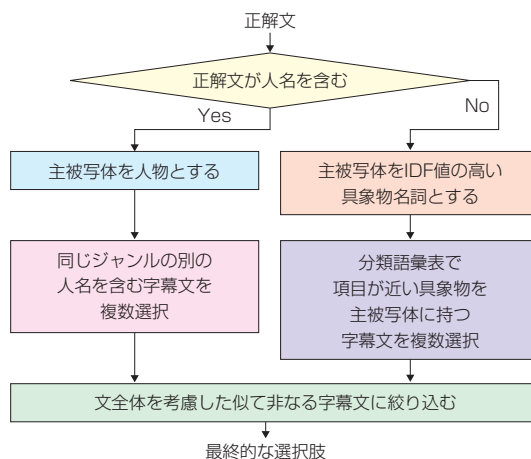 正解文
正解文が人名を含む
Yes
No
主被写体を人物とする
主被写体をIDF値の高い
具象物名詞とする
同じジャンルの別の
人名を含む字幕文を
複数選択
分類語彙表で
項目が近い具象物を
主被写体に持つ
字幕文を複数選択
文全体を考慮した似て非なる字幕文に絞り込む
最終的な選択肢